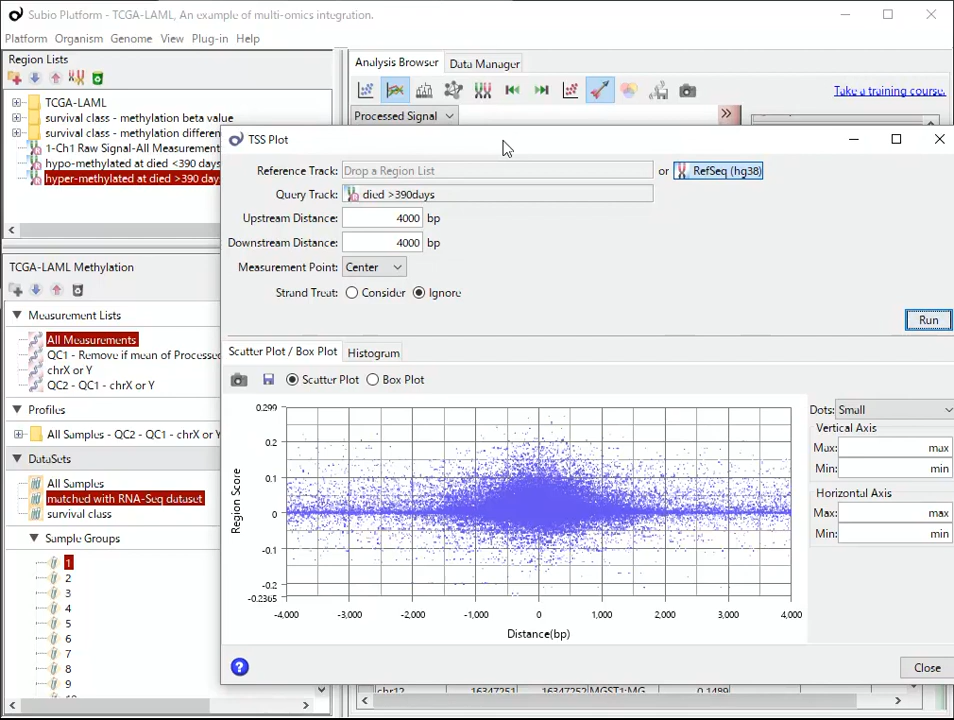 Subio Platform - TCGA-LAML, An example of multi-omics integration.
Platform Organism Genome View Plug-in Help
Region Lists
TCGA-LAML
survival class - methylation beta value
survival class - methylation differen
1-Ch1 Raw Signal-All Measurements
hypo-methylated at died <390 days
hyper-methylated at died >390 days
Analysis Browser Data Manager
Take a training course.
Processed Signal
TSS Plot
Reference Track: Drop a Region List or RefSeq (hg38)
Query Track: died >390days
Upstream Distance: 4000 bp
Downstream Distance: 4000 bp
Measurement Point: Center
Strand Treat: Consider Ignore
Run
Scatter Plot / Box Plot Histogram
Scatter Plot Box Plot
0.299
0.2
0.1
0
-0.1
-0.2
-0.2365
Region Score
-4,000 -3,000 -2,000 -1,000 0 1,000 2,000 3,000 4,000
Distance(bp)
Dots: Small
Vertical Axis
Max: max
Min: min
Horizontal Axis
Max: max
Min: min
Close
TCGA-LAML Methylation
Measurement Lists
All Measurements
QC1 - Remove if mean of Processed
chrX or Y
QC2 - QC1 - chrX or Y
Profiles
All Samples - QC2 - QC1 - chrX or Y
DataSets
All Samples
matched with RNA-Seq dataset
survival class
Sample Groups
1
2
3
4
5
6
7
8
9
chr12 16347251 16347252 MGST1;MG 0.1489